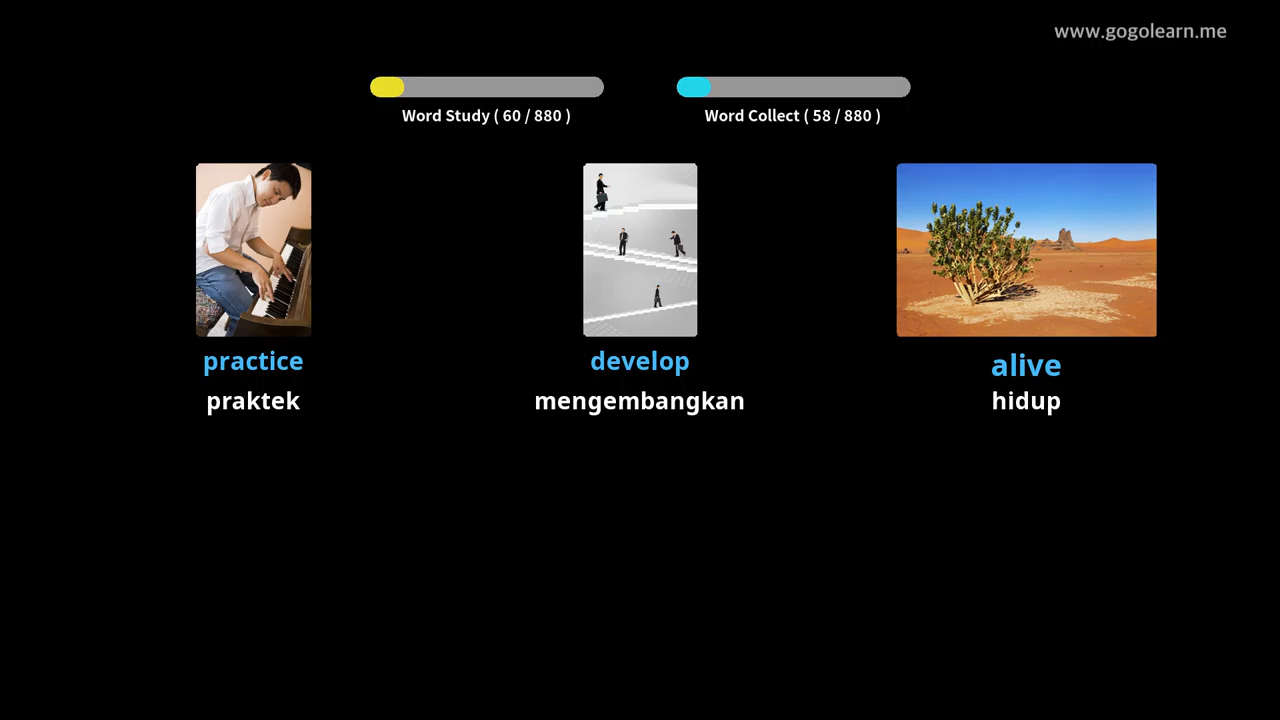 www.gogolearn.me
Word Study ( 60 / 880 )
Word Collect ( 58 / 880 )
practice
develop
alive
praktek
mengembangkan
hidup